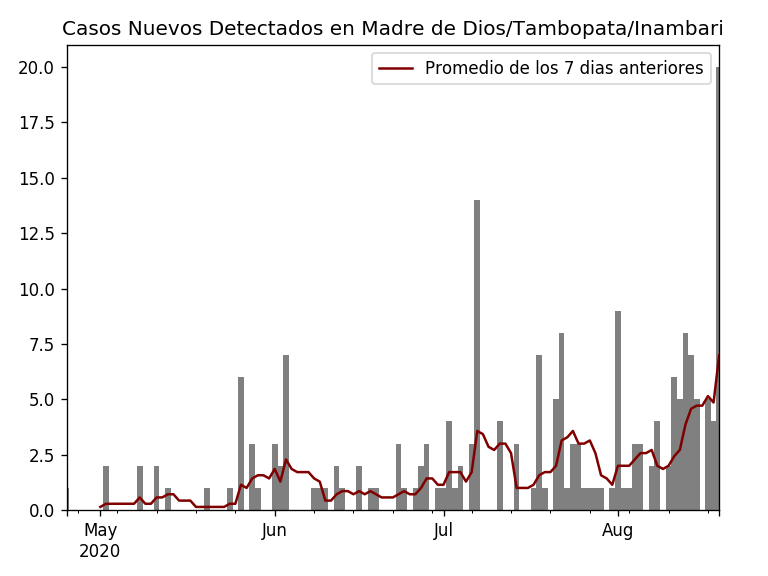 Casos Nuevos Detectados en Madre de Dios/Tambopata/Inambari
Promedio de los 7 dias anteriores
20.0
17.5
15.0
12.5
10.0
7.5
5.0
2.5
0.0
May
2020
Jun
Jul
Aug